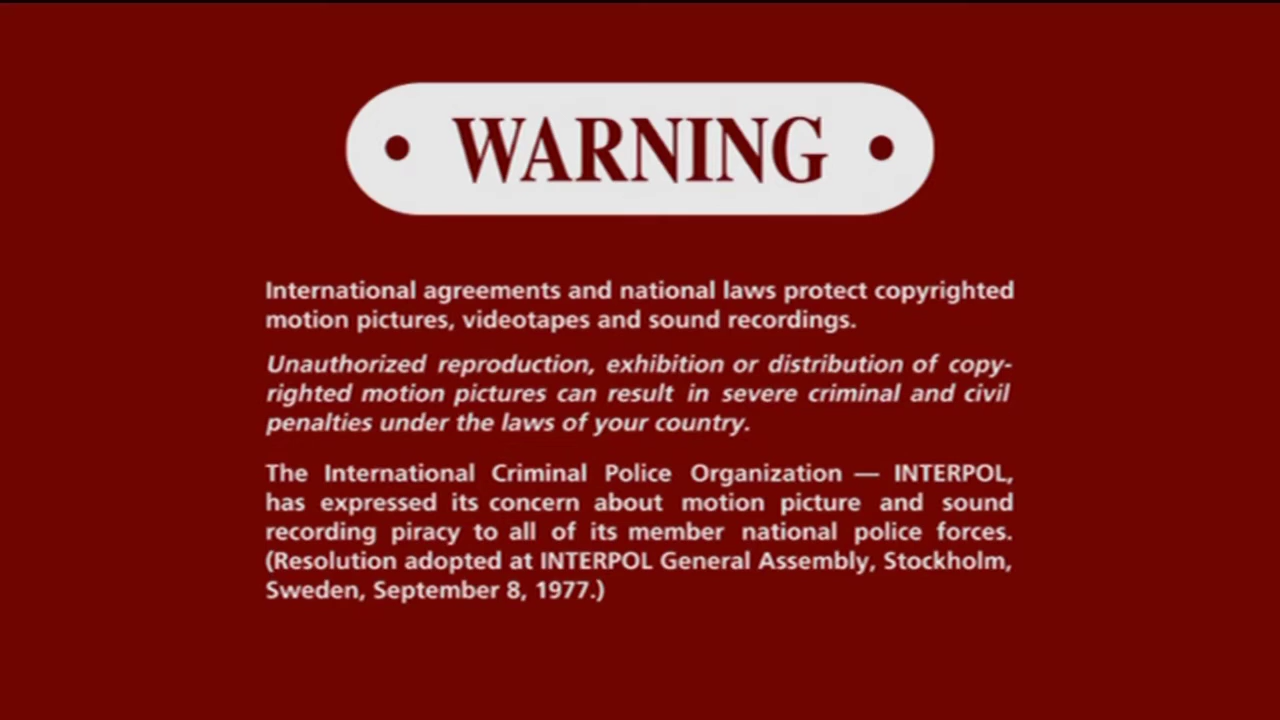 • WARNING •
International agreements and national laws protect copyrighted
motion pictures, videotapes and sound recordings.
Unauthorized reproduction, exhibition or distribution of copy-
righted motion pictures can result in severe criminal and civil
penalties under the laws of your country.
The International Criminal Police Organization — INTERPOL,
has expressed its concern about motion picture and sound
recording piracy to all of its member national police forces.
(Resolution adopted at INTERPOL General Assembly, Stockholm,
Sweden, September 8, 1977.)